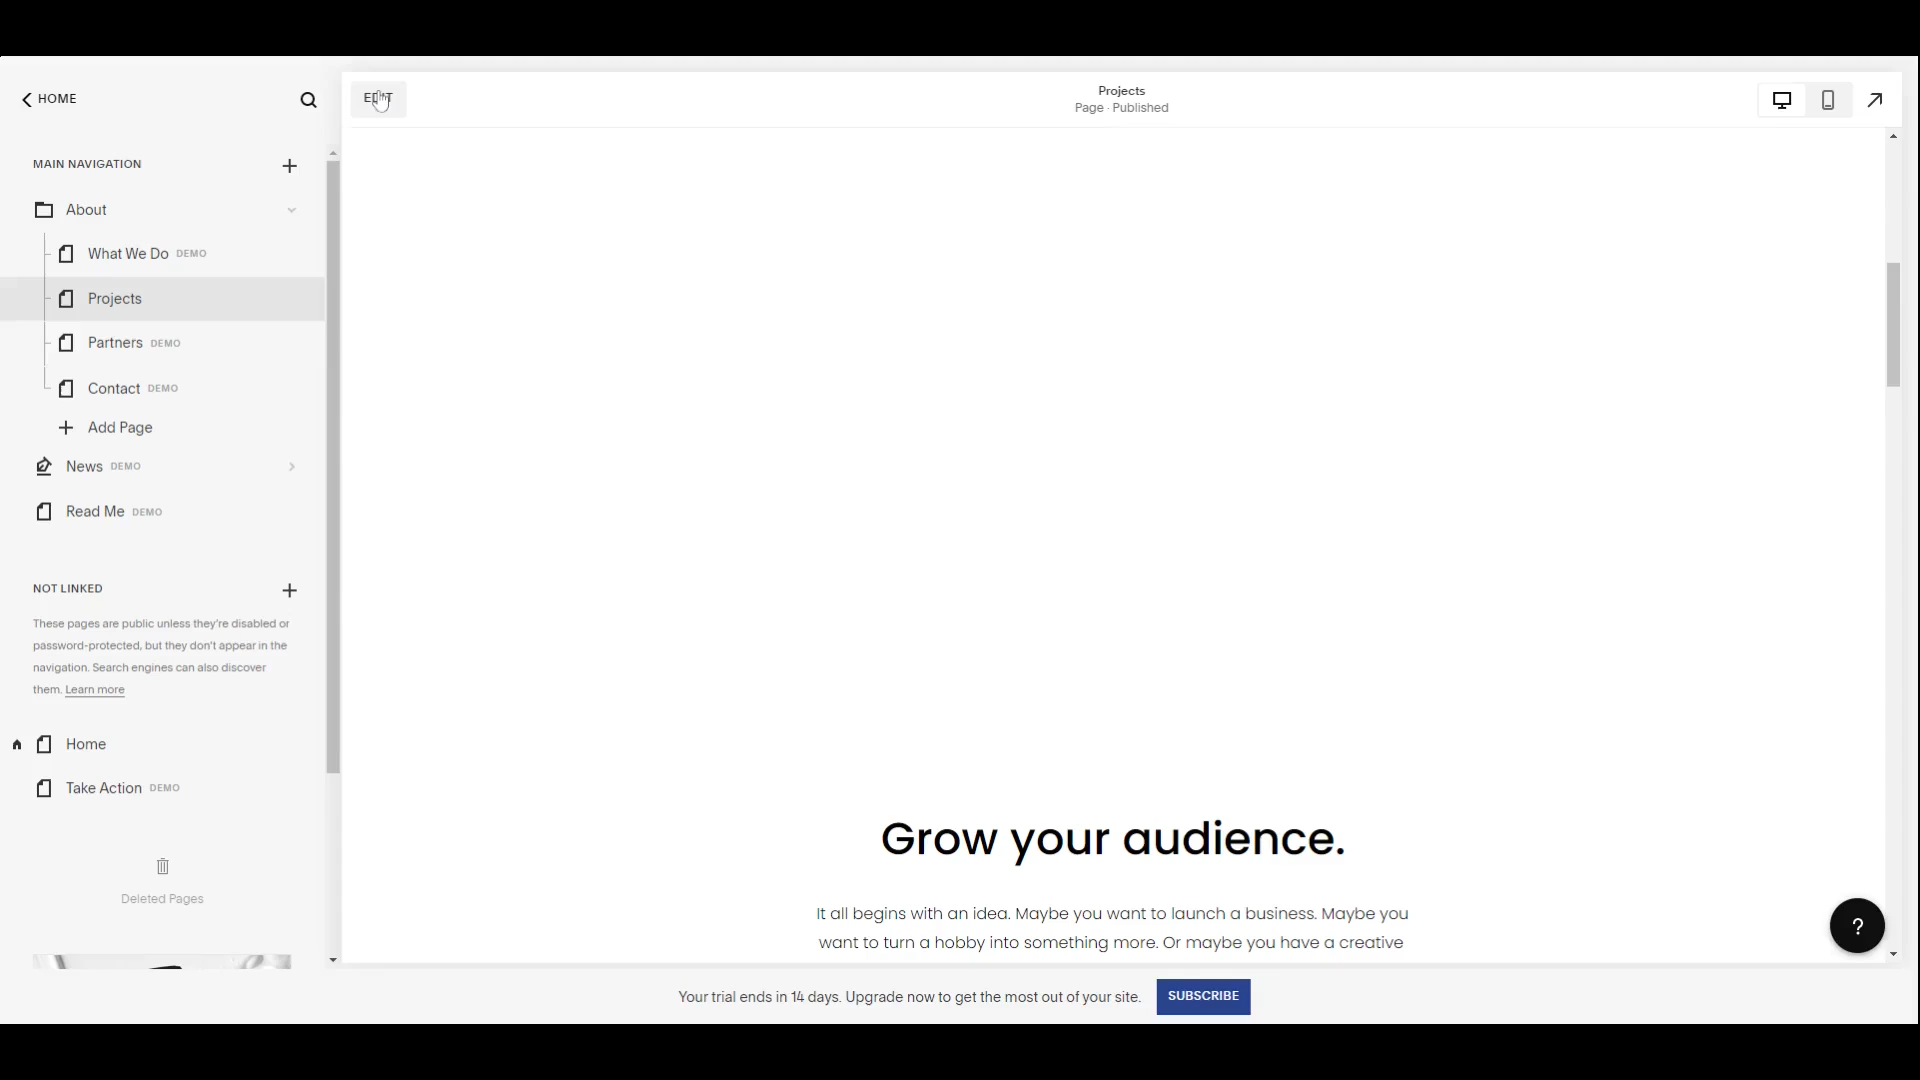 HOME
EDIT
Projects
Page · Published
MAIN NAVIGATION
About
What We Do DEMO
Projects
Partners DEMO
Contact DEMO
Add Page
News DEMO
Read Me DEMO
NOT LINKED
These pages are public unless they're disabled or
password-protected, but they don't appear in the
navigation. Search engines can also discover
them. Learn more
Home
Take Action DEMO
Deleted Pages
Grow your audience.
It all begins with an idea. Maybe you want to launch a business. Maybe you
want to turn a hobby into something more. Or maybe you have a creative
?
Your trial ends in 14 days. Upgrade now to get the most out of your site.
SUBSCRIBE